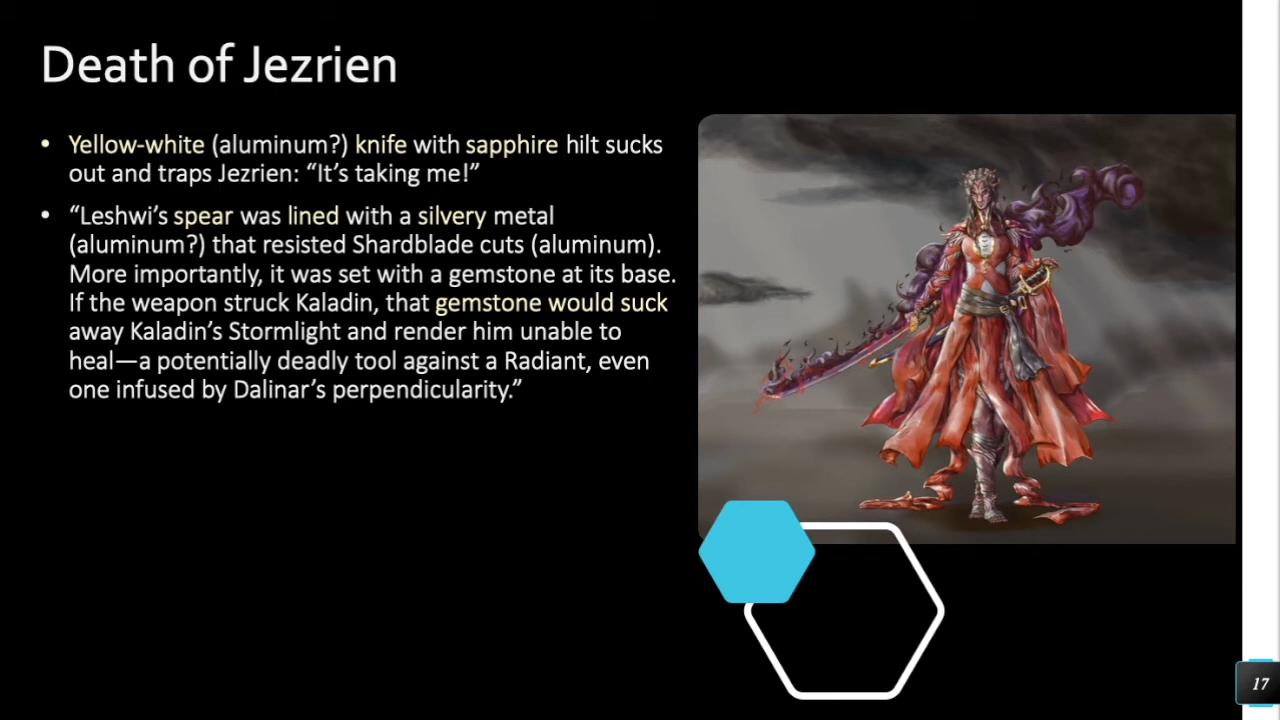 Death of Jezrien
• Yellow-white (aluminum?) knife with sapphire hilt sucks
out and traps Jezrien: “It’s taking me!”
• “Leshwi’s spear was lined with a silvery metal
(aluminum?) that resisted Shardblade cuts (aluminum).
More importantly, it was set with a gemstone at its base.
If the weapon struck Kaladin, that gemstone would suck
away Kaladin’s Stormlight and render him unable to
heal—a potentially deadly tool against a Radiant, even
one infused by Dalinar’s perpendicularity.”
17